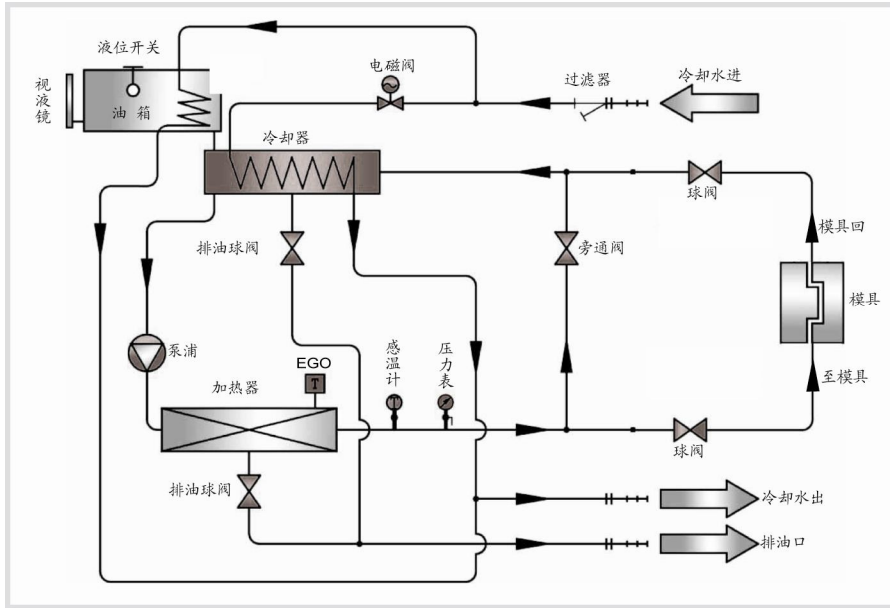 液位开关
视液镜
油箱
电磁阀
过滤器
冷却水进
冷却器
球阀
排油球阀
旁通阀
模具回
模具
泵浦
加热器
EGO
T
感温计
压力表
至模具
球阀
排油球阀
冷却水出
排油口